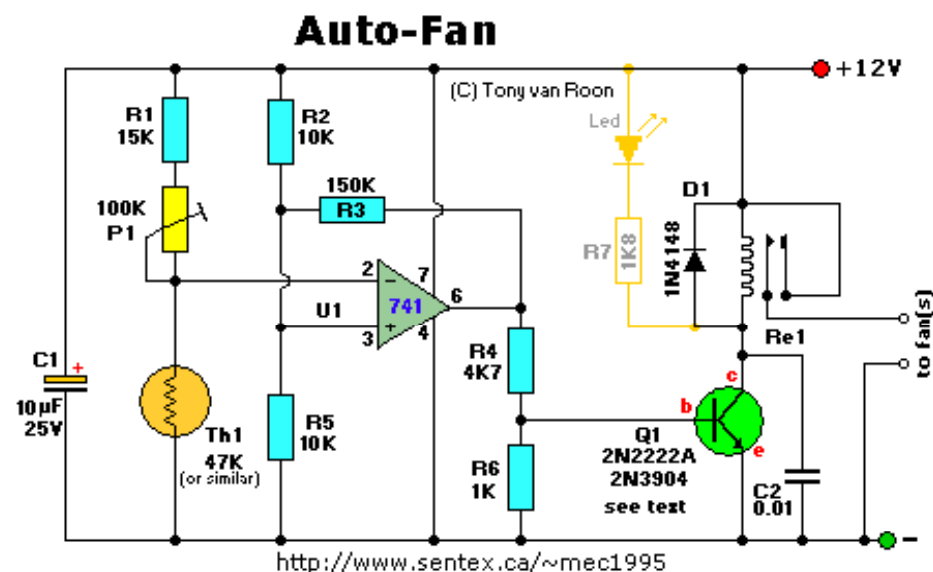 Auto-Fan
+12V
(C) Tony van Roon
R1
15K
R2
10K
Led
D1
150K
R3
100K
P1
R7
1K8
1N4148
2
7
6
U1
741
-
+
3
4
to fan(s)
Re1
C1
+
10µF
25V
R4
4K7
c
b
e
Th1
47K
(or similar)
R5
10K
R6
1K
Q1
2N2222A
2N3904
see text
C2
0.01
-
http://www.sentex.ca/~mec1995